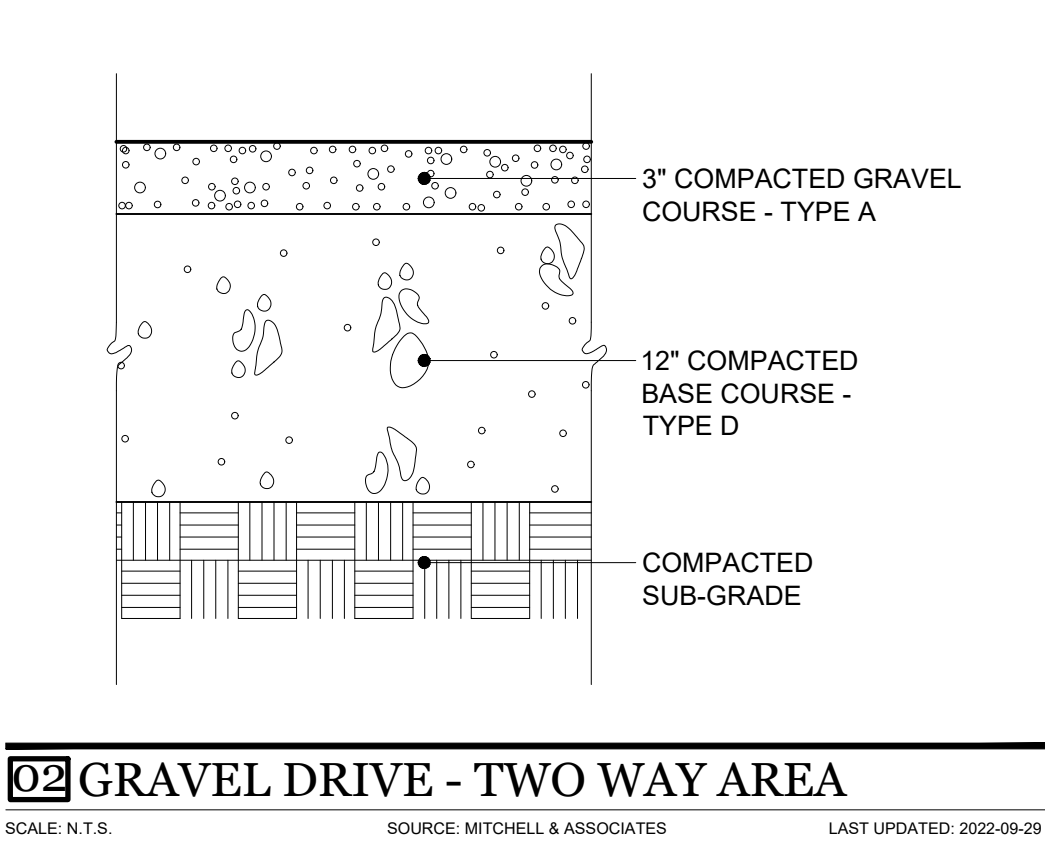 3" COMPACTED GRAVEL
COURSE - TYPE A
12" COMPACTED
BASE COURSE -
TYPE D
COMPACTED
SUB-GRADE
02 GRAVEL DRIVE - TWO WAY AREA
SCALE: N.T.S. SOURCE: MITCHELL & ASSOCIATES LAST UPDATED: 2022-09-29